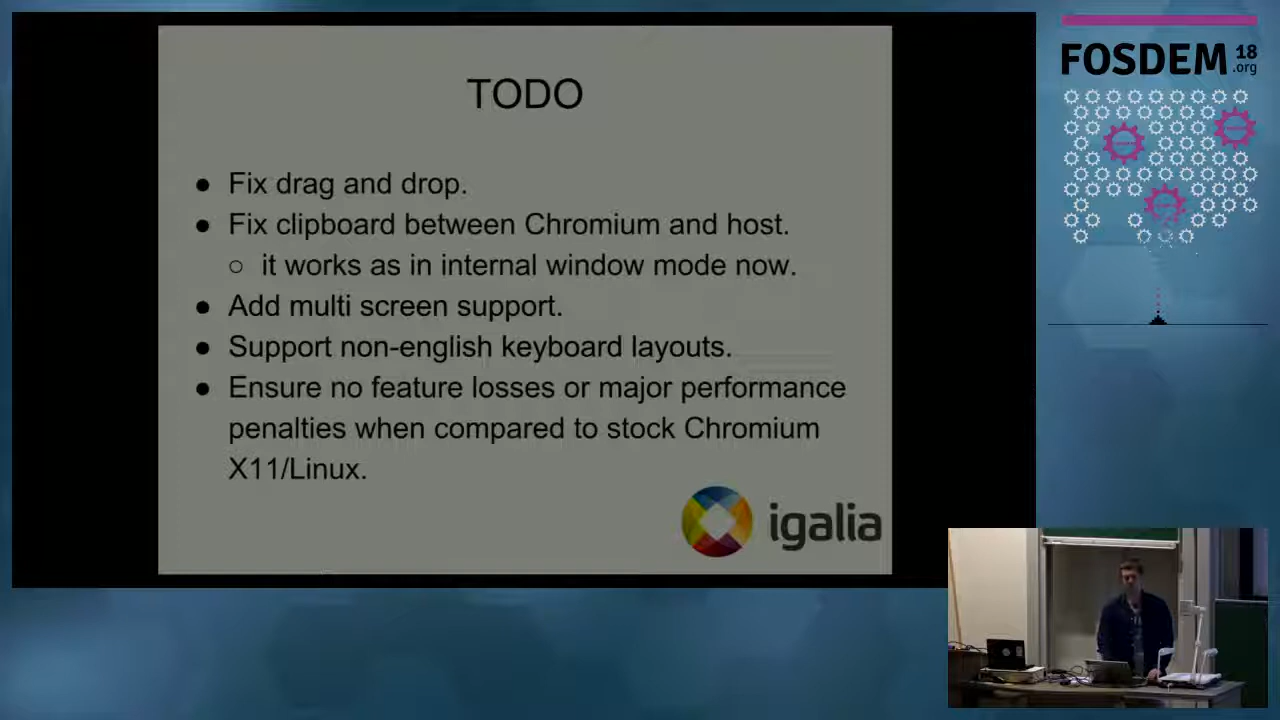 TODO
● Fix drag and drop.
● Fix clipboard between Chromium and host.
○ it works as in internal window mode now.
● Add multi screen support.
● Support non-english keyboard layouts.
● Ensure no feature losses or major performance
penalties when compared to stock Chromium
X11/Linux.
igalia
FOSDEM 18
.org